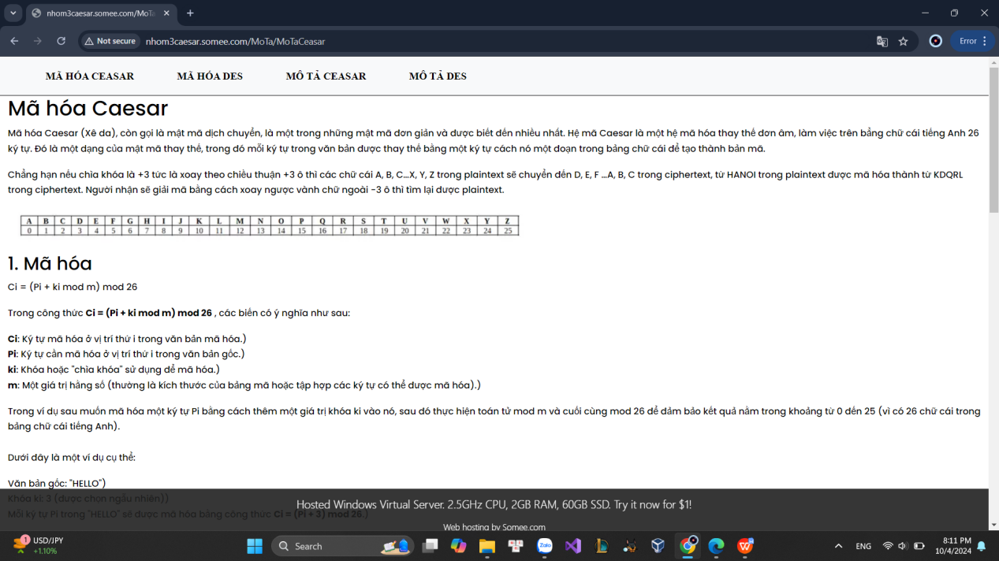 nhom3caesar.somee.com/MoTa
Not secure
nhom3caesar.somee.com/MoTa/MoTaCeasar
Error
MÃ HÓA CEASAR
MÃ HÓA DES
MÔ TẢ CEASAR
MÔ TẢ DES
Mã hóa Caesar
Mã hóa Caesar (Xê da), còn gọi là mật mã dịch chuyển, là một trong những mật mã đơn giản và được biết đến nhiều nhất. Hệ mã Caesar là một hệ mã hóa thay thế đơn âm, làm việc trên bảng chữ cái tiếng Anh 26
ký tự. Đó là một dạng của mật mã thay thế, trong đó mỗi ký tự trong văn bản được thay thế bằng một ký tự cách nó một đoạn trong bảng chữ cái để tạo thành bản mã.
Chẳng hạn nếu chìa khóa là +3 tức là xoay theo chiều thuận +3 ô thì các chữ cái A, B, C...X, Y, Z trong plaintext sẽ chuyển đến D, E, F ...A, B, C trong ciphertext, từ HANOI trong plaintext được mã hóa thành từ KDQRL
trong ciphertext. Người nhận sẽ giải mã bằng cách xoay ngược vành chữ ngoài -3 ô thì tìm lại được plaintext.
A B C D E F G H I J K L M N O P Q R S T U V W X Y Z
0 1 2 3 4 5 6 7 8 9 10 11 12 13 14 15 16 17 18 19 20 21 22 23 24 25
1. Mã hóa
Ci = (Pi + ki mod m) mod 26
Trong công thức Ci = (Pi + ki mod m) mod 26 , các biến có ý nghĩa như sau:
Ci: Ký tự mã hóa ở vị trí thứ i trong văn bản mã hóa.)
Pi: Ký tự cần mã hóa ở vị trí thứ i trong văn bản gốc.)
ki: Khóa hoặc "chìa khóa" sử dụng để mã hóa.)
m: Một giá trị hằng số (thường là kích thước của bảng mã hoặc tập hợp các ký tự có thể được mã hóa).)
Trong ví dụ sau muốn mã hóa một ký tự Pi bằng cách thêm một giá trị khóa ki vào nó, sau đó thực hiện toán tử mod m và cuối cùng mod 26 để đảm bảo kết quả nằm trong khoảng từ 0 đến 25 (vì có 26 chữ cái trong
bảng chữ cái tiếng Anh).
Dưới đây là một ví dụ cụ thể:
Văn bản gốc: "HELLO")
Khóa ki: 3 (được chọn ngẫu nhiên))
Mỗi ký tự Pi trong "HELLO" sẽ được mã hóa bằng công thức Ci = (Pi + 3) mod 26.)
Hosted Windows Virtual Server. 2.5GHz CPU, 2GB RAM, 60GB SSD. Try it now for $1!
Web hosting by Somee.com
1
USD/JPY
+1.10%
Search
Zalo
ENG
8:11 PM
10/4/2024